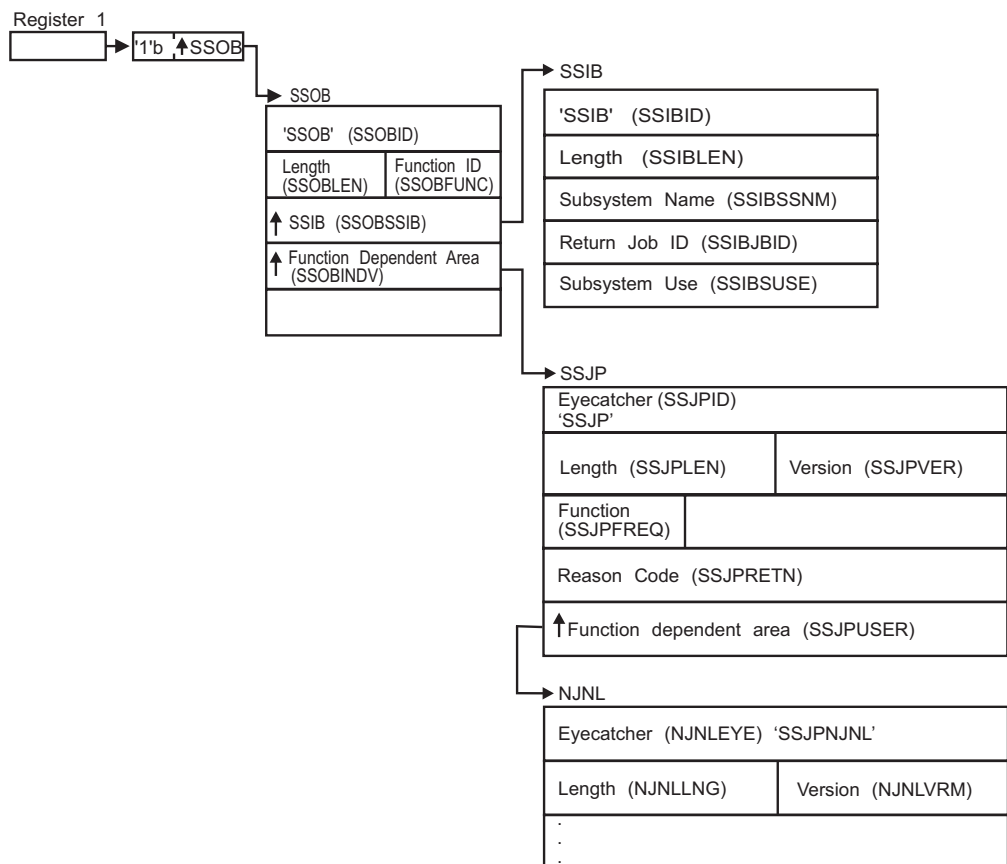 Register 1
'1'b ↑SSOB
SSOB
'SSOB' (SSOBID)
Length
(SSOBLEN)
Function ID
(SSOBFUNC)
↑ SSIB (SSOBSSIB)
↑ Function Dependent Area
(SSOBINDV)
SSIB
'SSIB' (SSIBID)
Length (SSIBLEN)
Subsystem Name (SSIBSSNM)
Return Job ID (SSIBJBID)
Subsystem Use (SSIBSUSE)
SSJP
Eyecatcher (SSJPID)
‘SSJP’
Length (SSJPLEN)
Version (SSJPVER)
Function
(SSJPFREQ)
Reason Code (SSJPRETN)
↑Function dependent area (SSJPUSER)
NJNL
Eyecatcher (NJNLEYE) ‘SSJPNJNL’
Length (NJNLLNG)
Version (NJNLVRM)
.
.
.